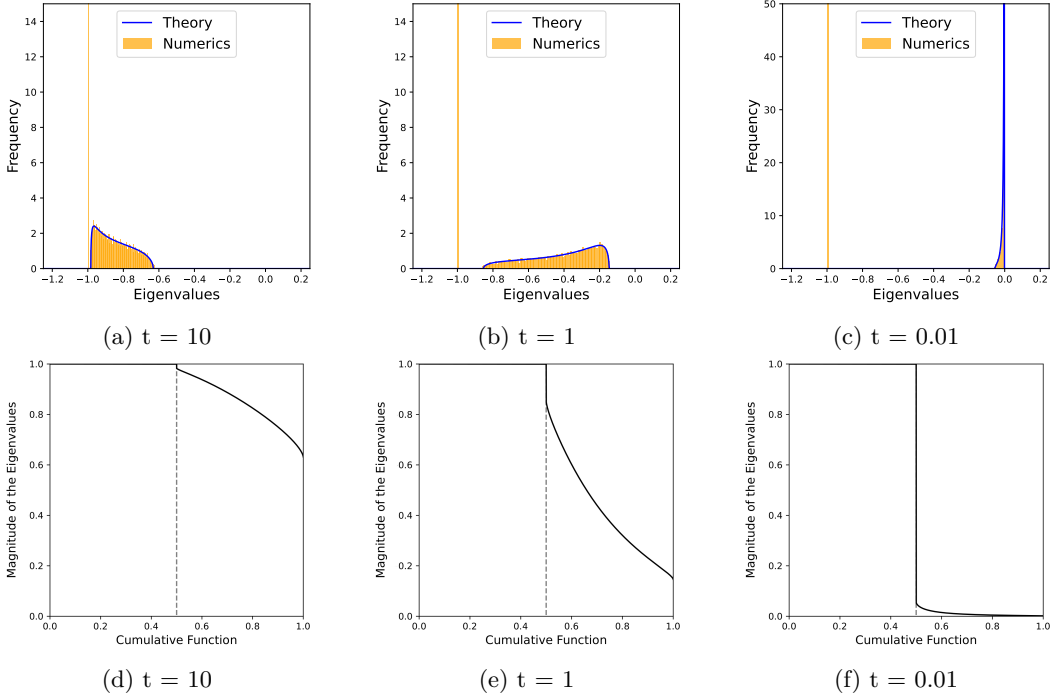 Theory
Numerics
Frequency
14
12
10
8
6
4
2
0
−1.2 −1.0 −0.8 −0.6 −0.4 −0.2 0.0 0.2
Eigenvalues
(a) t = 10
Theory
Numerics
Frequency
14
12
10
8
6
4
2
0
−1.2 −1.0 −0.8 −0.6 −0.4 −0.2 0.0 0.2
Eigenvalues
(b) t = 1
Theory
Numerics
Frequency
50
40
30
20
10
0
−1.2 −1.0 −0.8 −0.6 −0.4 −0.2 0.0 0.2
Eigenvalues
(c) t = 0.01
Magnitude of the Eigenvalues
1.0
0.8
0.6
0.4
0.2
0.0
0.0 0.2 0.4 0.6 0.8 1.0
Cumulative Function
(d) t = 10
Magnitude of the Eigenvalues
1.0
0.8
0.6
0.4
0.2
0.0
0.0 0.2 0.4 0.6 0.8 1.0
Cumulative Function
(e) t = 1
Magnitude of the Eigenvalues
1.0
0.8
0.6
0.4
0.2
0.0
0.0 0.2 0.4 0.6 0.8 1.0
Cumulative Function
(f) t = 0.01